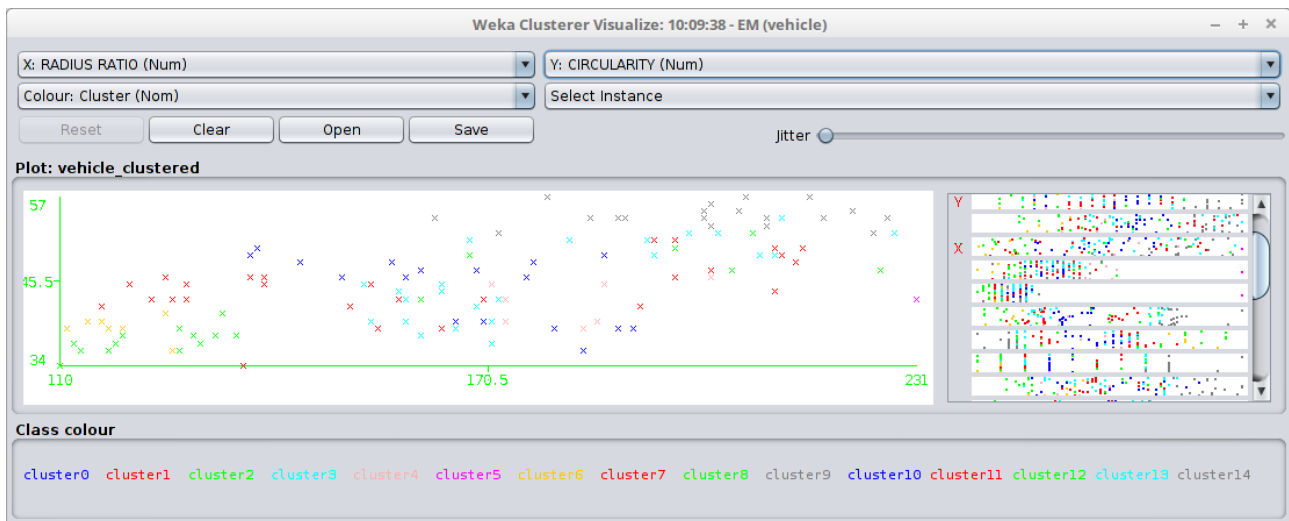 Weka Clusterer Visualize: 10:09:38 - EM (vehicle)
X: RADIUS RATIO (Num) Y: CIRCULARITY (Num)
Colour: Cluster (Nom) Select Instance
Reset Clear Open Save Jitter
Plot: vehicle_clustered
57
45.5
34
110 170.5 231
Y
X
Class colour
cluster0 cluster1 cluster2 cluster3 cluster4 cluster5 cluster6 cluster7 cluster8 cluster9 cluster10 cluster11 cluster12 cluster13 cluster14